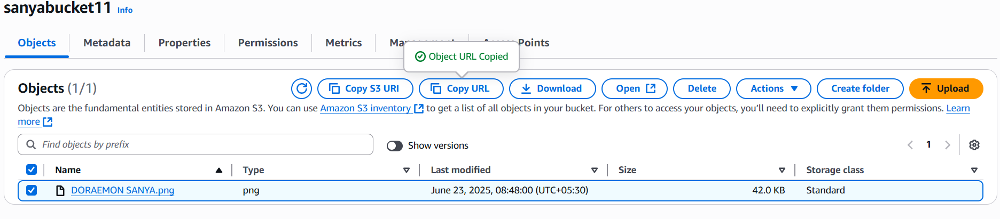 sanyabucket11 Info
Objects Metadata Properties Permissions Metrics Points
Object URL Copied
Objects (1/1) Copy S3 URI Copy URL Download Open Delete Actions Create folder Upload
Objects are the fundamental entities stored in Amazon S3. You can use Amazon S3 inventory to get a list of all objects in your bucket. For others to access your objects, you’ll need to explicitly grant them permissions. Learn
more
Find objects by prefix Show versions 1
Name Type Last modified Size Storage class
DORAEMON SANYA.png png June 23, 2025, 08:48:00 (UTC+05:30) 42.0 KB Standard